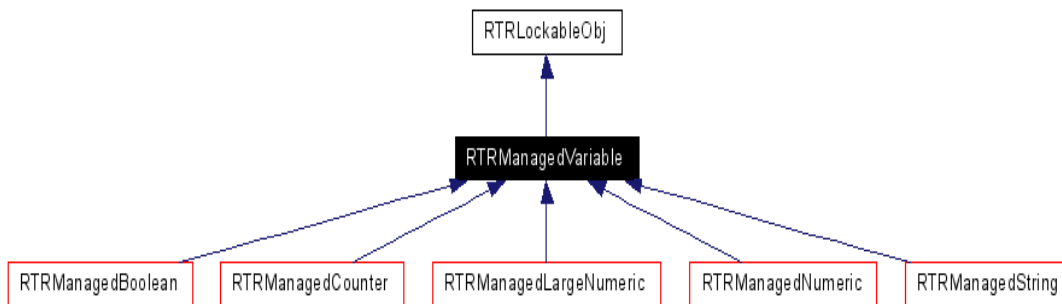 RTRLockableObj
RTRManagedVariable
RTRManagedBoolean
RTRManagedCounter
RTRManagedLargeNumeric
RTRManagedNumeric
RTRManagedString